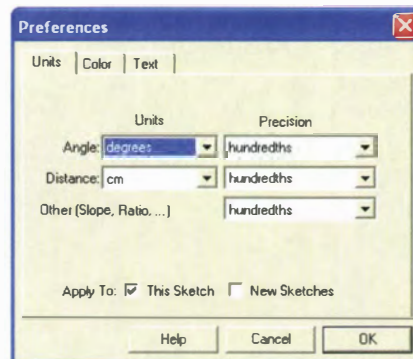 Preferences
Units Color Text
Units Precision
Angle: degrees hundredths
Distance: cm hundredths
Other (Slope, Ratio, ...) hundredths
Apply To: This Sketch New Sketches
Help Cancel OK